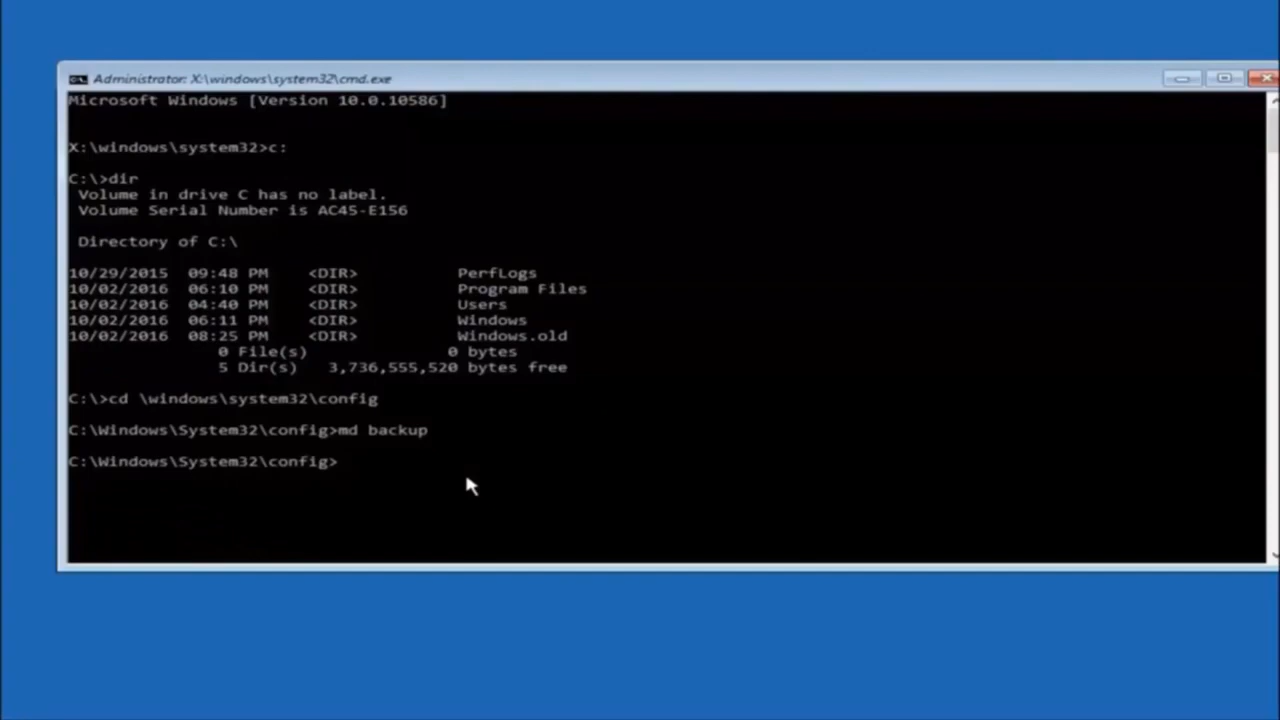 Administrator: X:\windows\system32\cmd.exe
Microsoft Windows [Version 10.0.10586]
X:\windows\system32>c:
C:\>dir
Volume in drive C has no label.
Volume Serial Number is AC45-E156
Directory of C:\
10/29/2015  09:48 PM    <DIR>          PerfLogs
10/02/2016  06:10 PM    <DIR>          Program Files
10/02/2016  04:40 PM    <DIR>          Users
10/02/2016  06:11 PM    <DIR>          Windows
10/02/2016  08:25 PM    <DIR>          Windows.old
0 File(s)              0 bytes
5 Dir(s)   3,736,555,520 bytes free
C:\>cd \windows\system32\config
C:\Windows\System32\config>md backup
C:\Windows\System32\config>